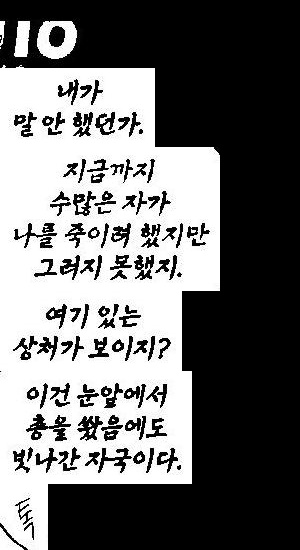 내가
말 안 했던가.
지금까지
수많은 자가
나를 죽이려 했지만
그러지 못했지.
여기 있는
상처가 보이지?
이건 눈앞에서
총을 쐈음에도
빗나간 자국이다.
톡